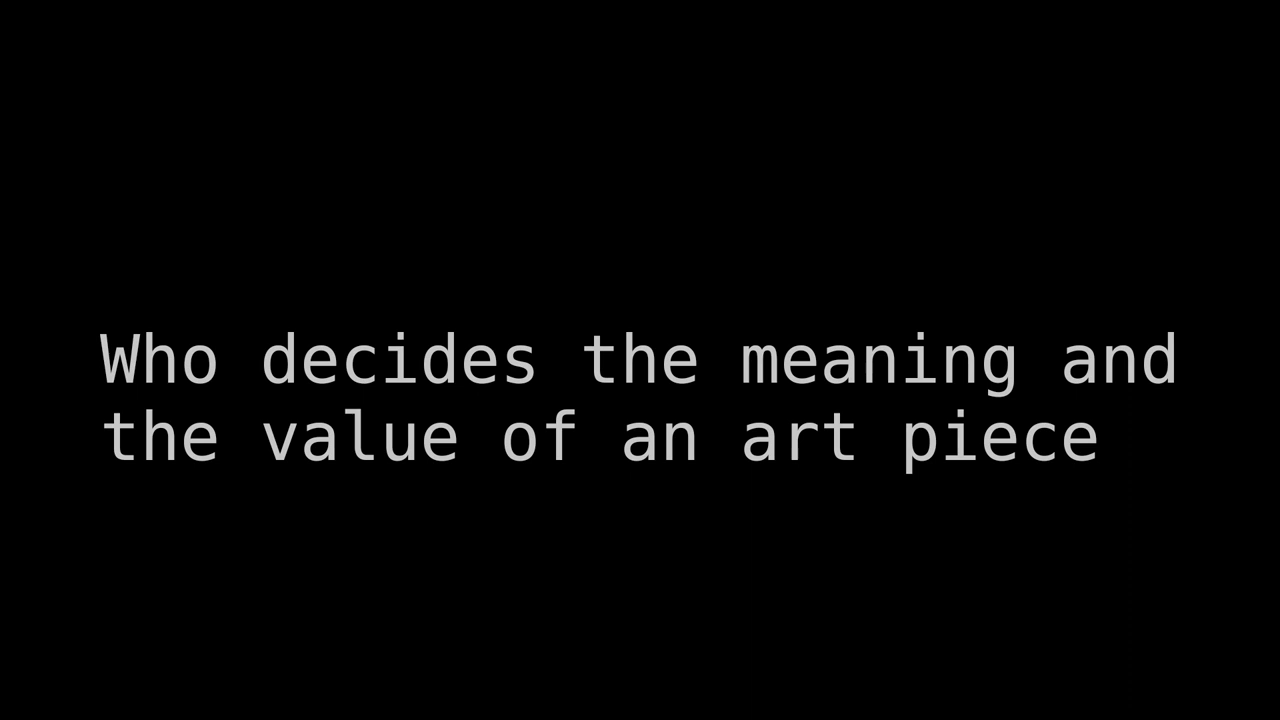 Who decides the meaning and
the value of an art piece